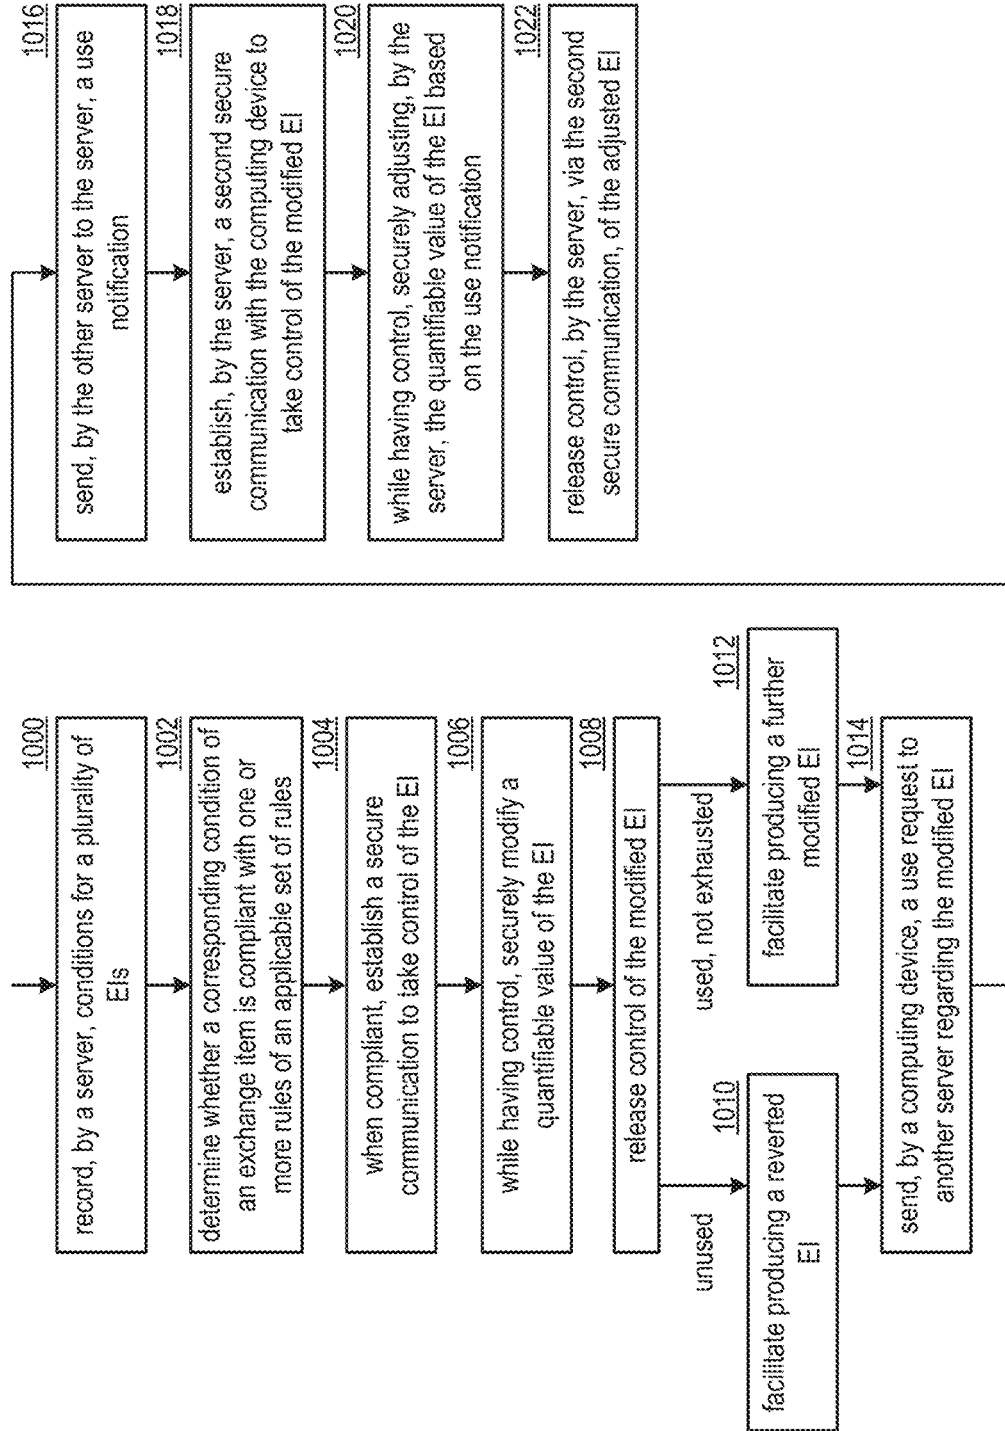 1000
record, by a server, conditions for a plurality of
EIs
1002
determine whether a corresponding condition of
an exchange item is compliant with one or
more rules of an applicable set of rules
1004
when compliant, establish a secure
communication to take control of the EI
1006
while having control, securely modify a
quantifiable value of the EI
1008
release control of the modified EI
unused
used, not exhausted
1010
facilitate producing a reverted
EI
1012
facilitate producing a further
modified EI
1014
send, by a computing device, a use request to
another server regarding the modified EI
1016
send, by the other server to the server, a use
notification
1018
establish, by the server, a second secure
communication with the computing device to
take control of the modified EI
1020
while having control, securely adjusting, by the
server, the quantifiable value of the EI based
on the use notification
1022
release control, by the server, via the second
secure communication, of the adjusted EI